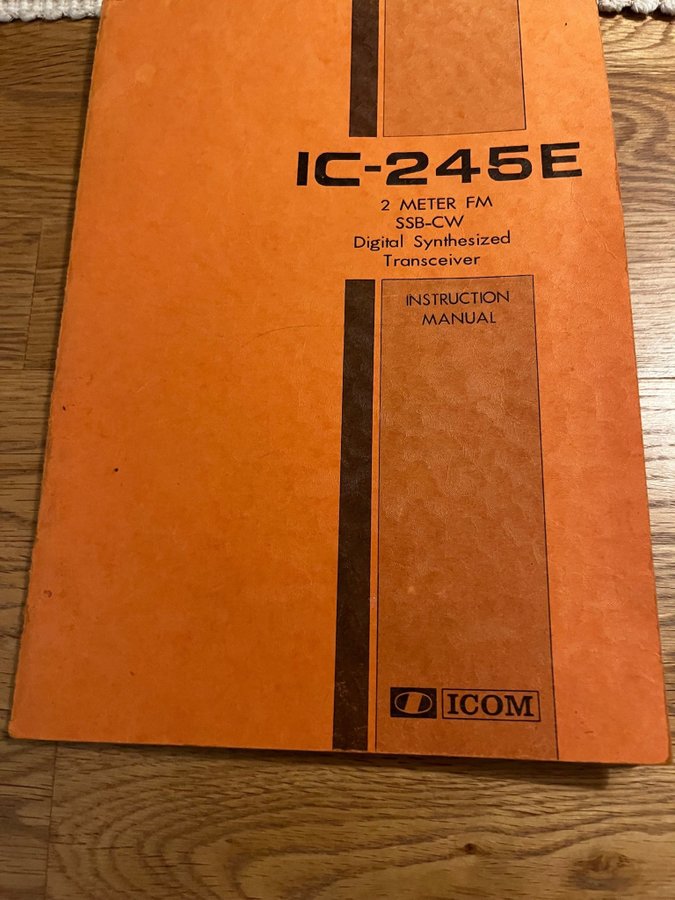 IC-245E
2 METER FM
SSB-CW
Digital Synthesized
Transceiver
INSTRUCTION
MANUAL
ICOM